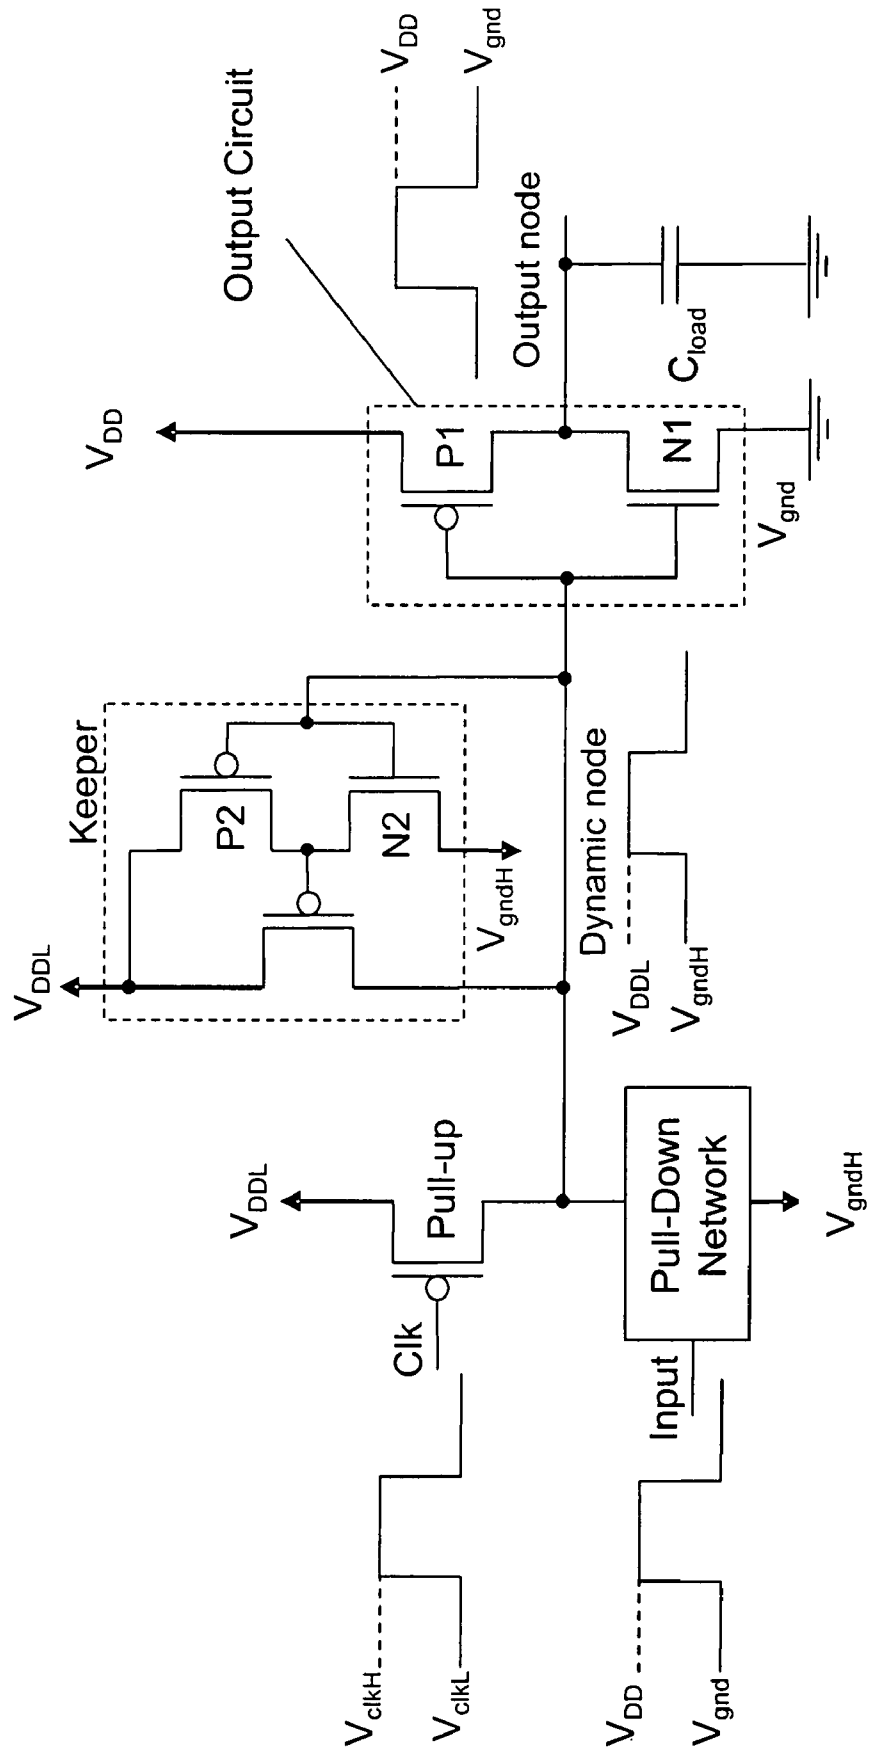 V_DDL
Keeper
P2
N2
V_gndH
V_DD
Output Circuit
P1
N1
V_gnd
V_DD
V_gnd
Output node
C_load
V_DDL
Pull-up
Clk
V_clkH
V_clkL
Dynamic node
V_DDL
V_gndH
Pull-Down
Network
V_gndH
Input
V_DD
V_gnd